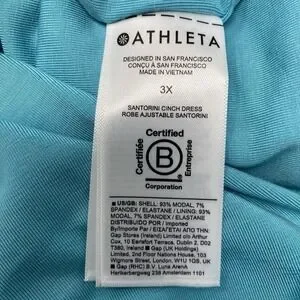 ATHLETA
DESIGNED IN SAN FRANCISCO
CONÇU À SAN FRANCISCO
MADE IN VIETNAM
3X
SANTORINI CINCH DRESS
ROBE AJUSTABLE SANTORINI
Certified
Certifiée
B
Entreprise
Corporation
US/GB: SHELL: 93% MODAL, 7%
SPANDEX / ELASTANE / LINING: 93%
MODAL, 7% SPANDEX / ELASTANE
DISTRIBUIDO POR / Imported
By/Importé Par / ΕΙΣΑΓΕΤΑΙ ΑΠΟ ΤΗΝ:
Gap Stores (Ireland) Limited c/o Arthur
Cox, 10 Earlsfort Terrace, Dublin 2, D02
T380, Ireland Gap (UK Holdings)
Limited, 2nd Floor Nations House, 103
Wigmore Street, London, W1U 1QS, UK
Gap (RHC) B.V. Luna ArenA
Herikerbergweg 238 Amsterdam 1101